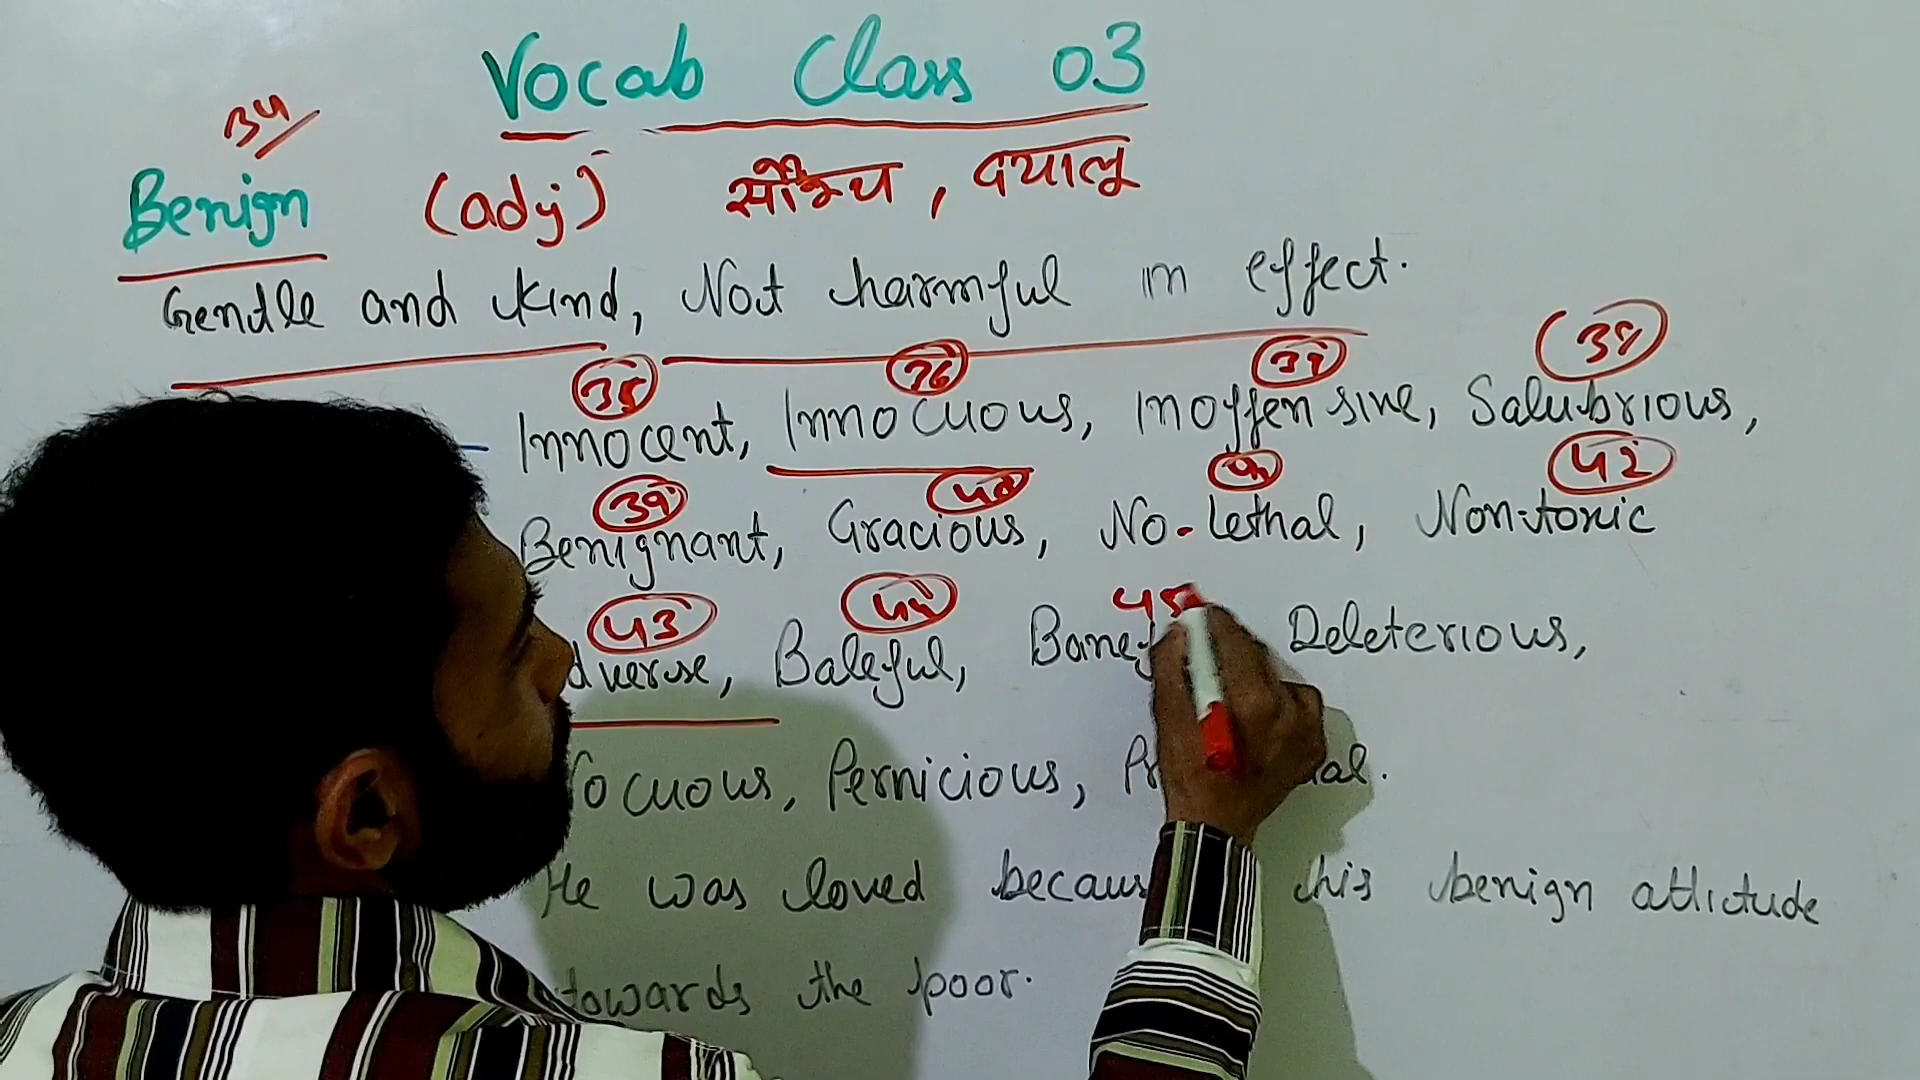 Vocab Class 03
34
Benign (adj) सौम्य, दयालु
Gentle and kind, Not harmful in effect.
35 36 37 38
Innocent, Innocuous, Inoffensive, Salubrious,
39 40 41 42
Benignant, Gracious, No-Lethal, Non-toxic
43 44 45
dverse, Baleful, Deleterious,
ocuous, Pernicious,
He was loved his benign attitude
towards the poor.